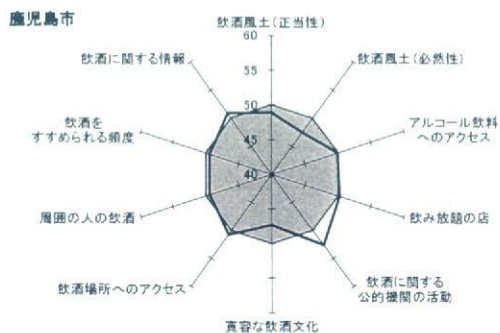 鹿児島市
飲酒風土(正当性)
60
55
50
45
40
飲酒風土(必然性)
アルコール飲料
へのアクセス
飲み放題の店
飲酒に関する
公的機関の活動
寛容な飲酒文化
飲酒場所へのアクセス
周囲の人の飲酒
飲酒を
すすめられる頻度
飲酒に関する情報